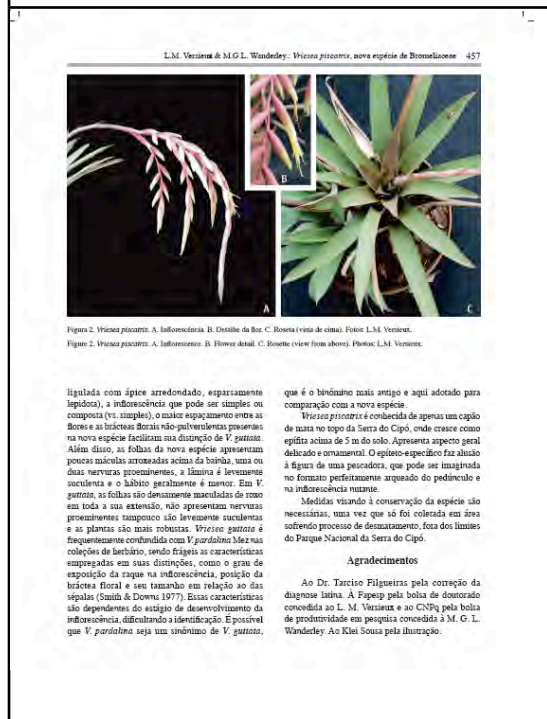 L.M. Versieux & M.G.L. Wanderley: Vriesea piscatrix, nova espécie de Bromeliaceae 457
B
A
C
Figura 2. Vriesea piscatrix. A. Inflorescência. B. Detalhe da flor. C. Roseta (vista de cima). Fotos: L.M. Versieux.
Figure 2. Vriesea piscatrix. A. Inflorescence. B. Flower detail. C. Rosette (view from above). Photos: L.M. Versieux.
ligulada com ápice arredondado, esparsamente
lepidota), a inflorescência que pode ser simples ou
composta (vs. simples), o maior espaçamento entre as
flores e as brácteas florais não-pulverulentas presentes
na nova espécie facilitam sua distinção de V. guttata.
Além disso, as folhas da nova espécie apresentam
poucas máculas arroxeadas acima da bainha, uma ou
duas nervuras proeminentes, a lâmina é levemente
suculenta e o hábito geralmente é menor. Em V.
guttata, as folhas são densamente maculadas de roxo
em toda a sua extensão, não apresentam nervuras
proeminentes tampouco são levemente suculentas
e as plantas são mais robustas. Vriesea guttata é
frequentemente confundida com V. pardalina Mez nas
coleções de herbário, sendo frágeis as características
empregadas em suas distinções, como o grau de
exposição da raque na inflorescência, posição da
bráctea floral e seu tamanho em relação ao das
sépalas (Smith & Downs 1977). Essas características
são dependentes do estágio de desenvolvimento da
inflorescência, dificultando a identificação. É possível
que V. pardalina seja um sinônimo de V. guttata,
que é o binômino mais antigo e aqui adotado para
comparação com a nova espécie.
Vriesea piscatrix é conhecida de apenas um capão
de mata no topo da Serra do Cipó, onde cresce como
epífita acima de 5 m do solo. Apresenta aspecto geral
delicado e ornamental. O epíteto-específico faz alusão
à figura de uma pescadora, que pode ser imaginada
no formato perfeitamente arqueado do pedúnculo e
na inflorescência nutante.
Medidas visando à conservação da espécie são
necessárias, uma vez que só foi coletada em área
sofrendo processo de desmatamento, fora dos limites
do Parque Nacional da Serra do Cipó.
Agradecimentos
Ao Dr. Tarciso Filgueiras pela correção da
diagnose latina. À Fapesp pela bolsa de doutorado
concedida ao L. M. Versieux e ao CNPq pela bolsa
de produtividade em pesquisa concedida à M. G. L.
Wanderley. Ao Klei Sousa pela ilustração.